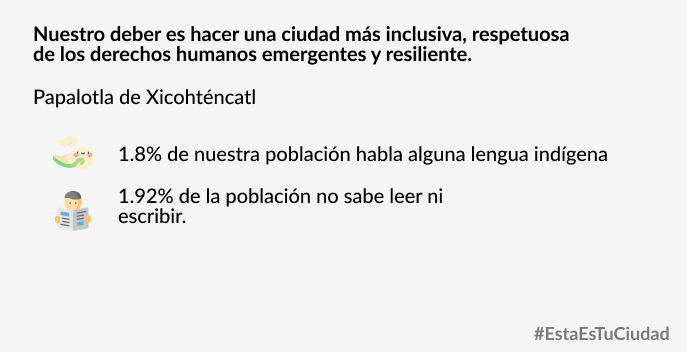 Nuestro deber es hacer una ciudad más inclusiva, respetuosa
de los derechos humanos emergentes y resiliente.
Papalotla de Xicohténcatl
1.8% de nuestra población habla alguna lengua indígena
1.92% de la población no sabe leer ni
escribir.
#EstaEsTuCiudad